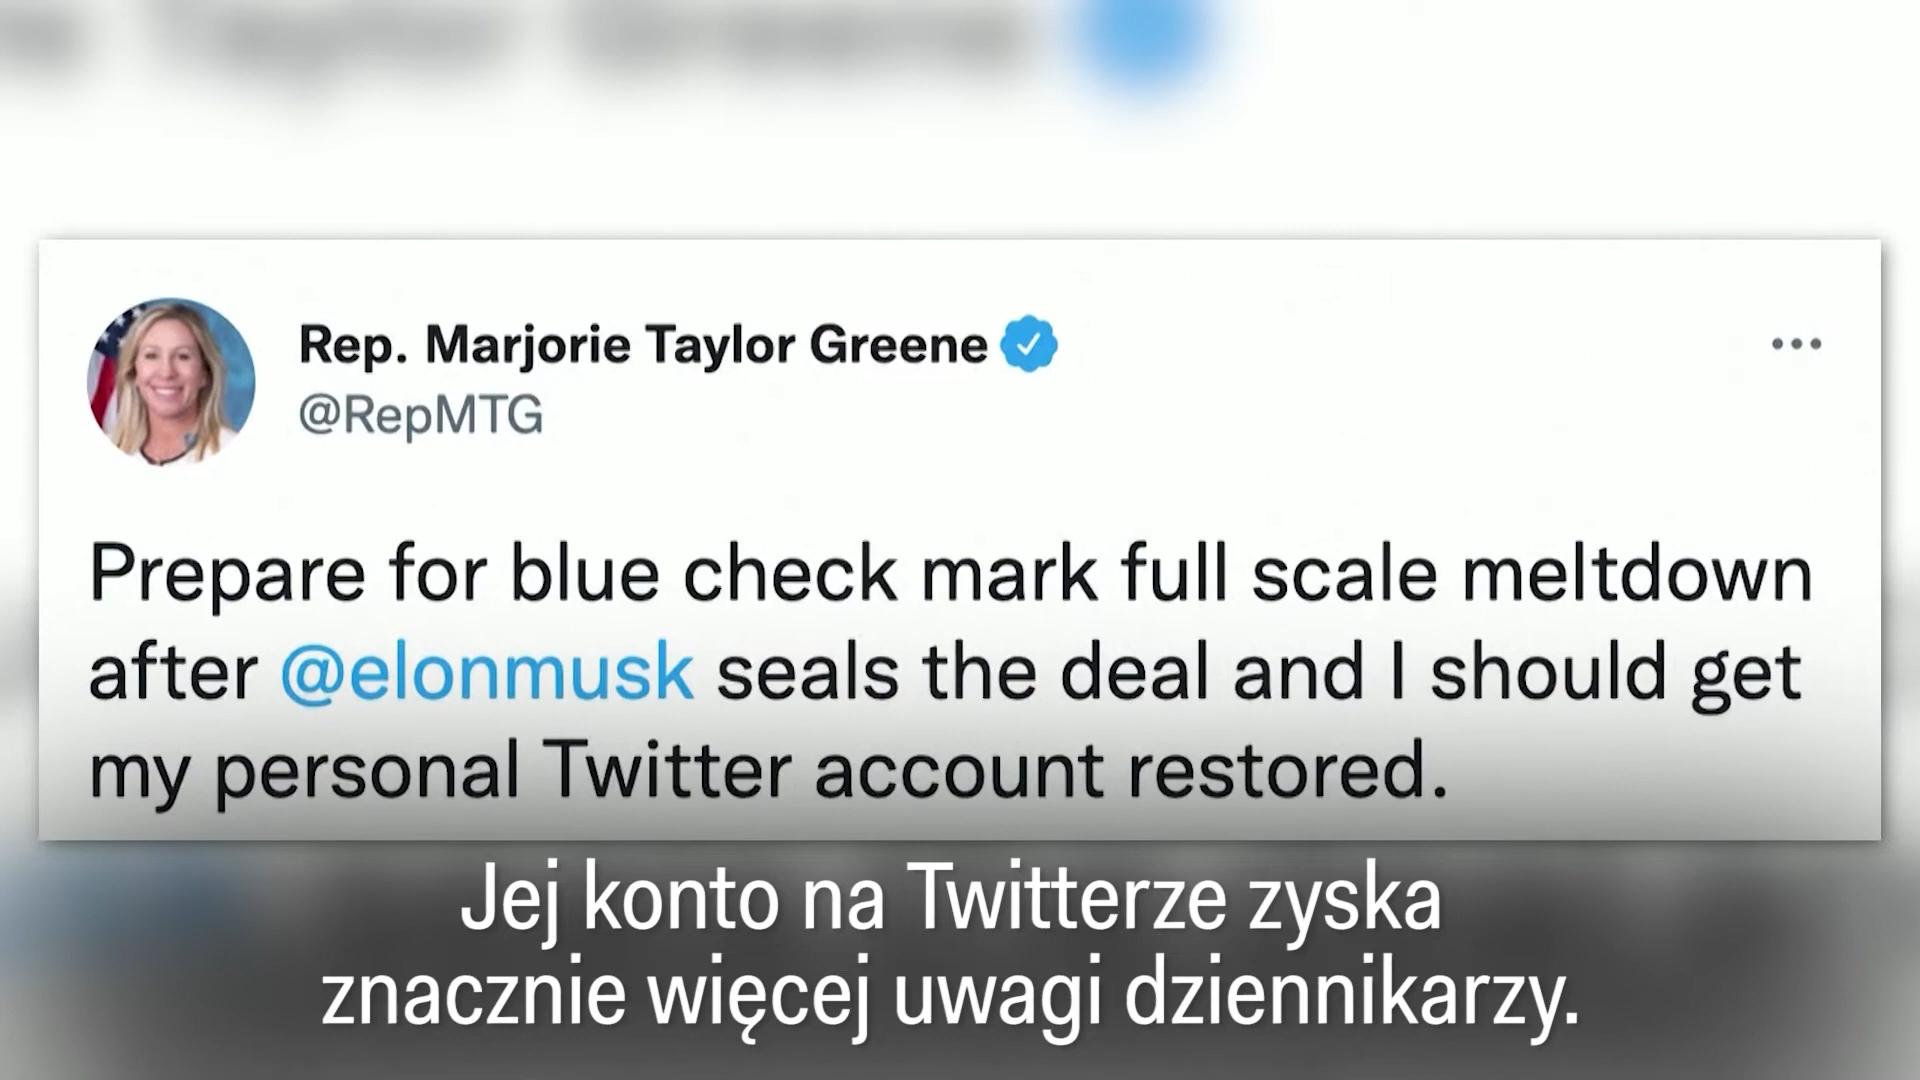 Rep. Marjorie Taylor Greene
@RepMTG
Prepare for blue check mark full scale meltdown
after @elonmusk seals the deal and I should get
my personal Twitter account restored.
Jej konto na Twitterze zyska
znacznie więcej uwagi dziennikarzy.